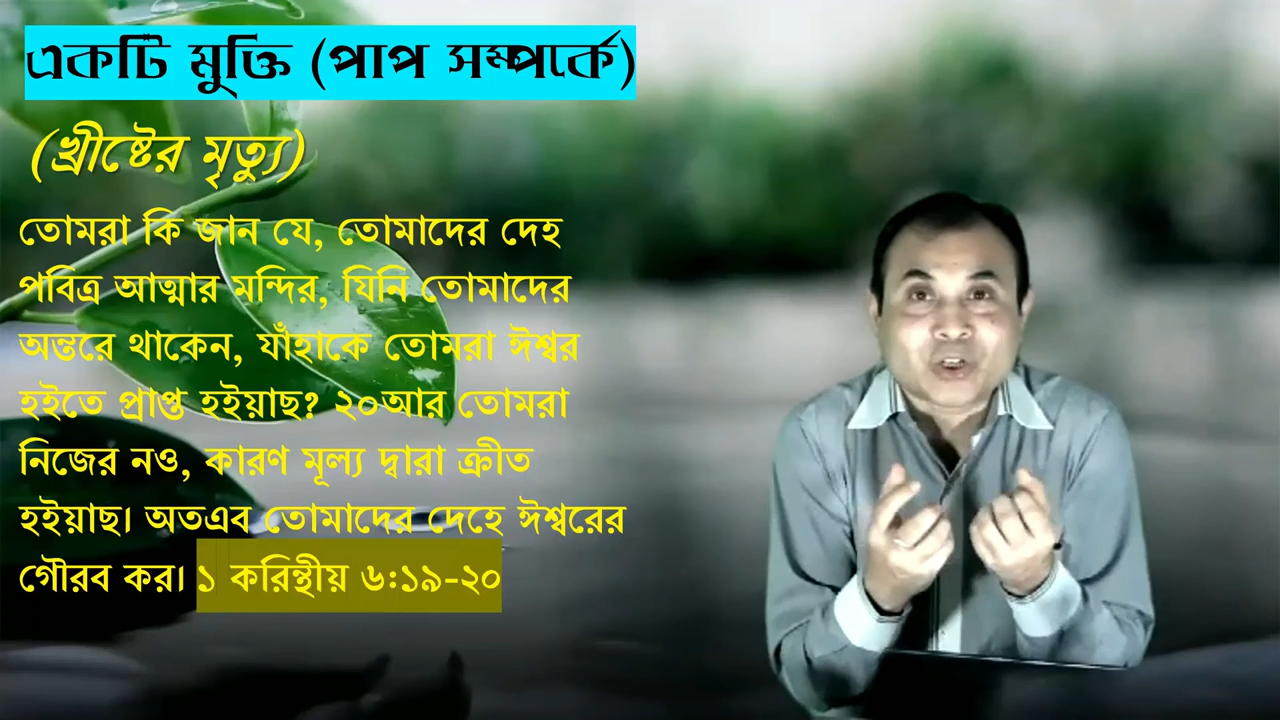 একটি মুক্তি (পাপ সম্পর্কে)
(খ্রীষ্টের মৃত্যু)
তোমরা কি জান যে, তোমাদের দেহ
পবিত্র আত্মার মন্দির, যিনি তোমাদের
অন্তরে থাকেন, যাঁহাকে তোমরা ঈশ্বর
হইতে প্রাপ্ত হইয়াছ? ২০আর তোমরা
নিজের নও, কারণ মূল্য দ্বারা ক্রীত
হইয়াছ। অতএব তোমাদের দেহে ঈশ্বরের
গৌরব কর। ১ করিন্থীয় ৬:১৯-২০